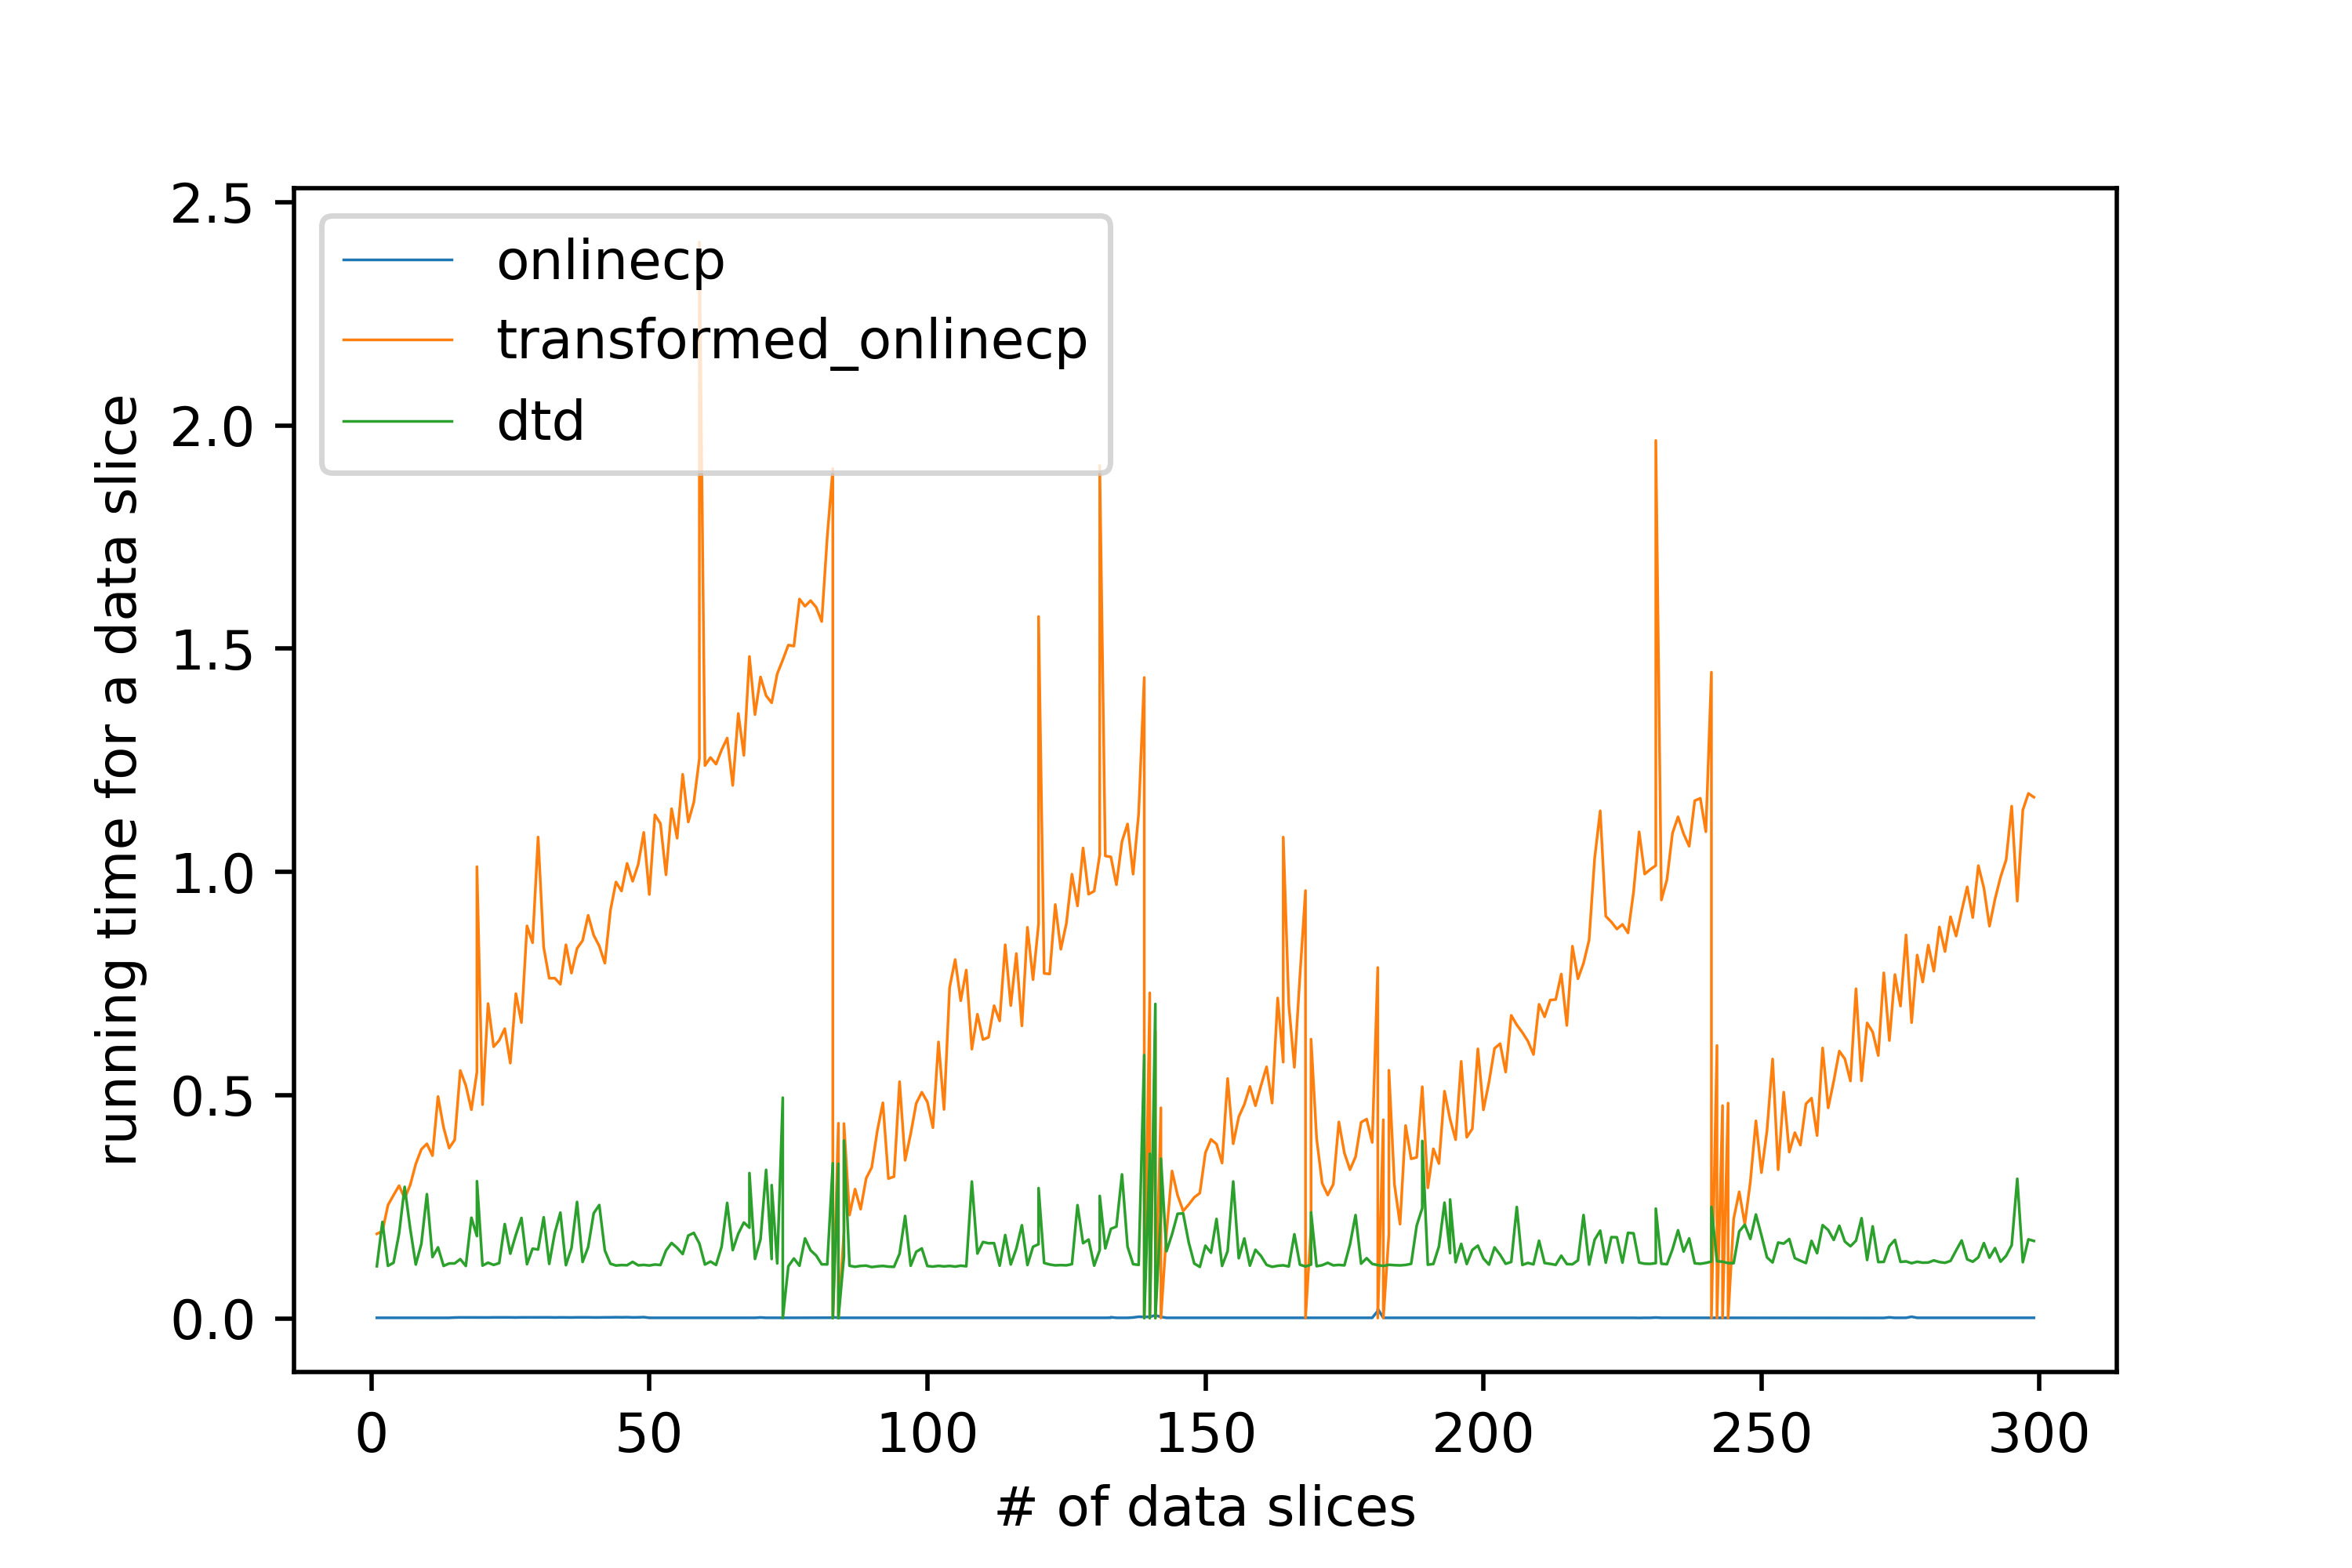 2.5
2.0
1.5
1.0
0.5
0.0
running time for a data slice
onlinecp
transformed_onlinecp
dtd
0 50 100 150 200 250 300
# of data slices